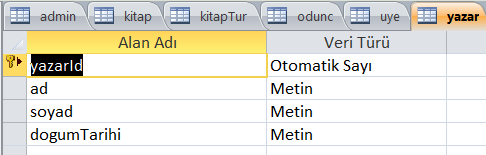 admin kitap kitapTur odunc uye yazar
Alan Adı Veri Türü
yazarId Otomatik Sayı
ad Metin
soyad Metin
dogumTarihi Metin